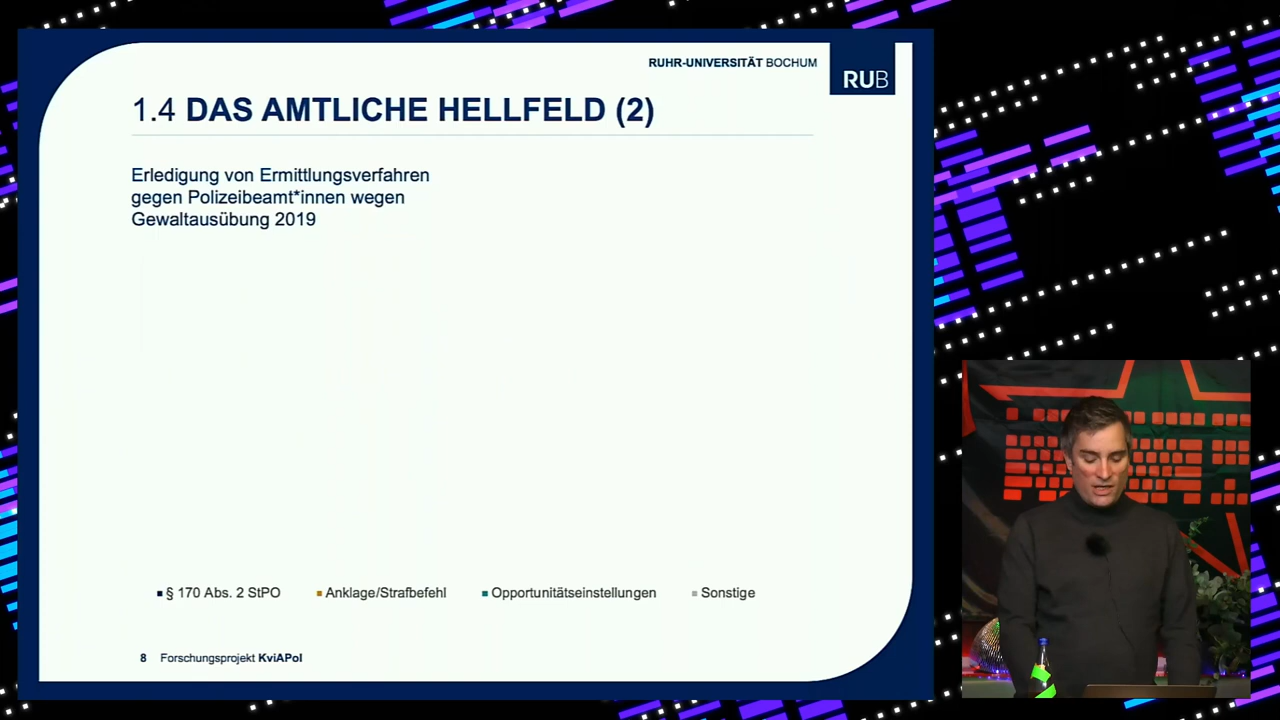 RUHR-UNIVERSITÄT BOCHUM
RUB
1.4 DAS AMTLICHE HELLFELD (2)
Erledigung von Ermittlungsverfahren
gegen Polizeibeamt*innen wegen
Gewaltausübung 2019
§ 170 Abs. 2 StPO
Anklage/Strafbefehl
Opportunitätseinstellungen
Sonstige
8 Forschungsprojekt KviAPol